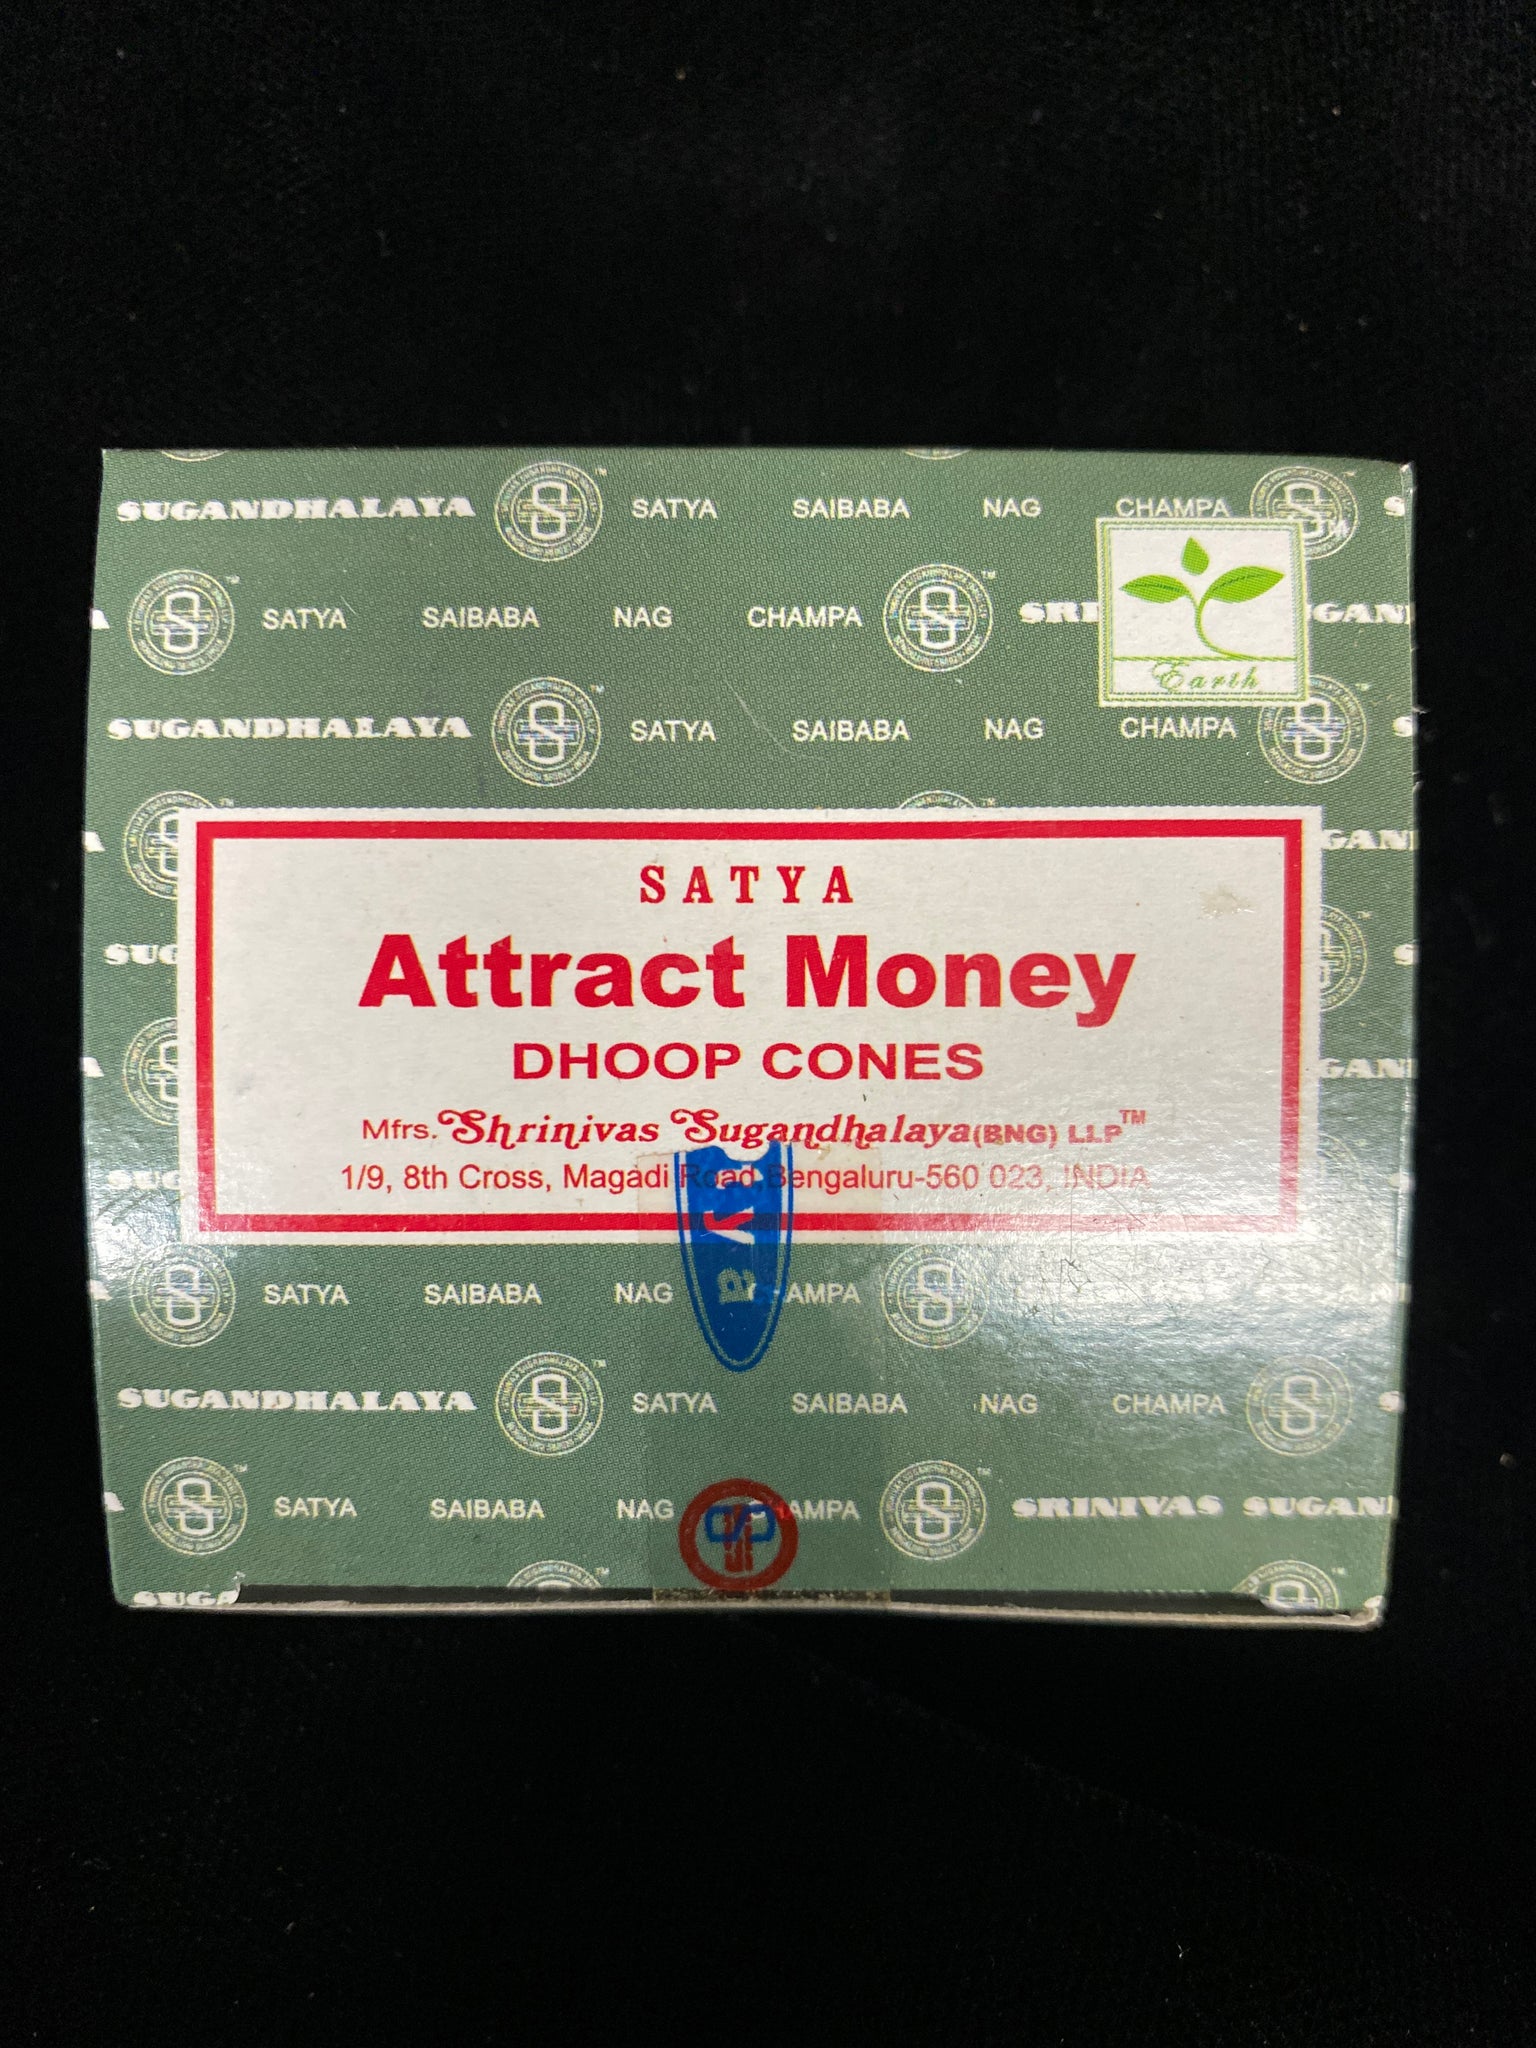 SUGANDHALAYA SATYA SAIBABA NAG CHAMPA
SATYA SAIBABA NAG CHAMPA
Earth
SUGANDHALAYA SATYA SAIBABA NAG CHAMPA
SATYA
Attract Money
DHOOP CONES
Mfrs. Shrinivas Sugandhalaya(BNG) LLP™
1/9, 8th Cross, Magadi Road, Bengaluru-560 023, INDIA
tya
SATYA SAIBABA NAG
SUGANDHALAYA SATYA SAIBABA NAG CHAMPA
SATYA SAIBABA NAG SRINIVAS